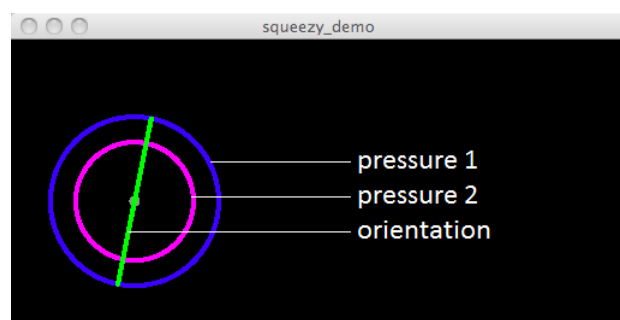 squeezy_demo
pressure 1
pressure 2
orientation